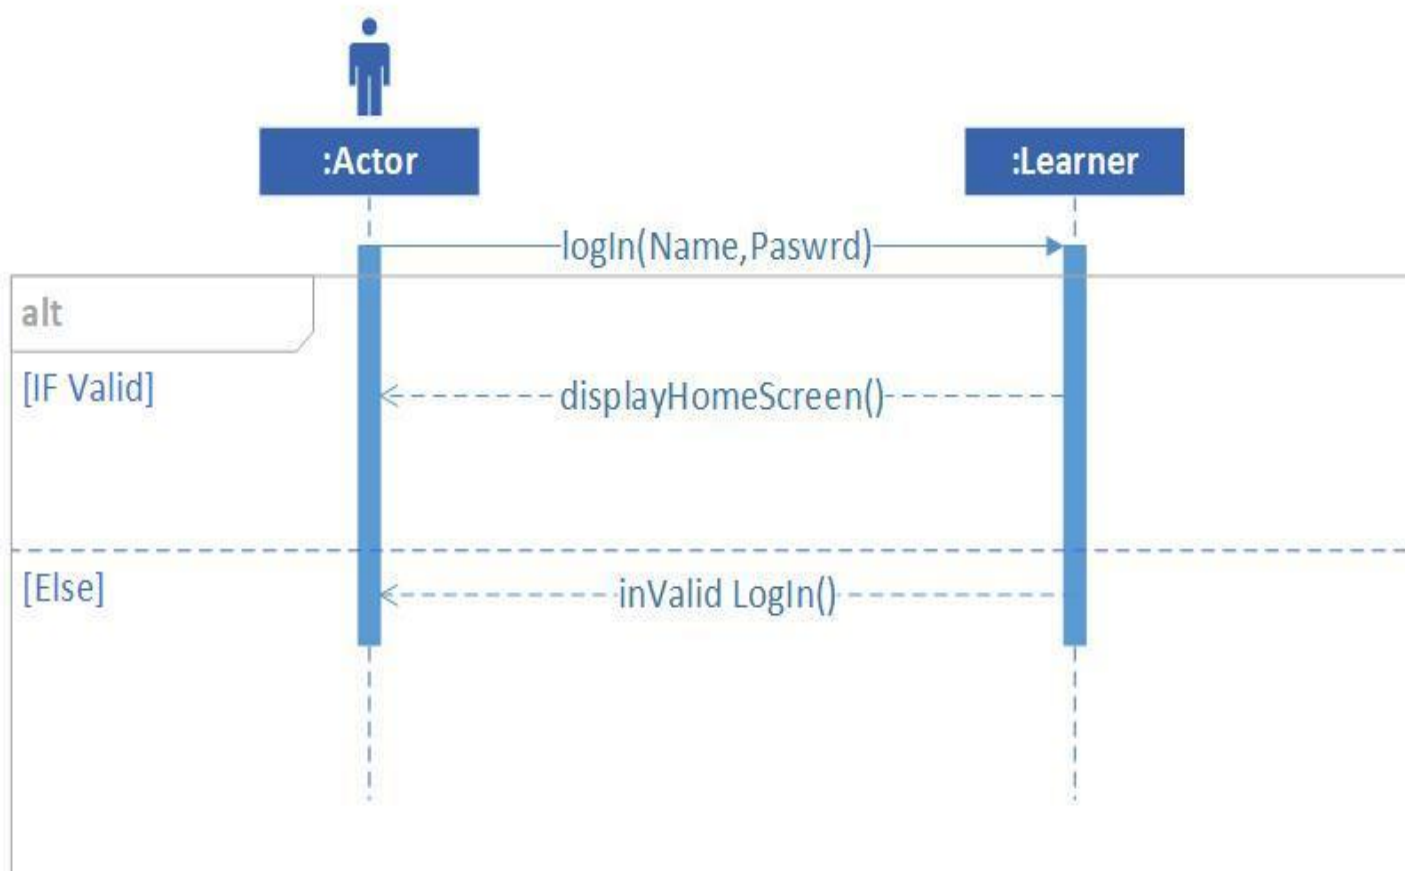 :Actor
:Learner
logIn(Name,Paswrd)
alt
[IF Valid]
displayHomeScreen()
[Else]
inValid LogIn()